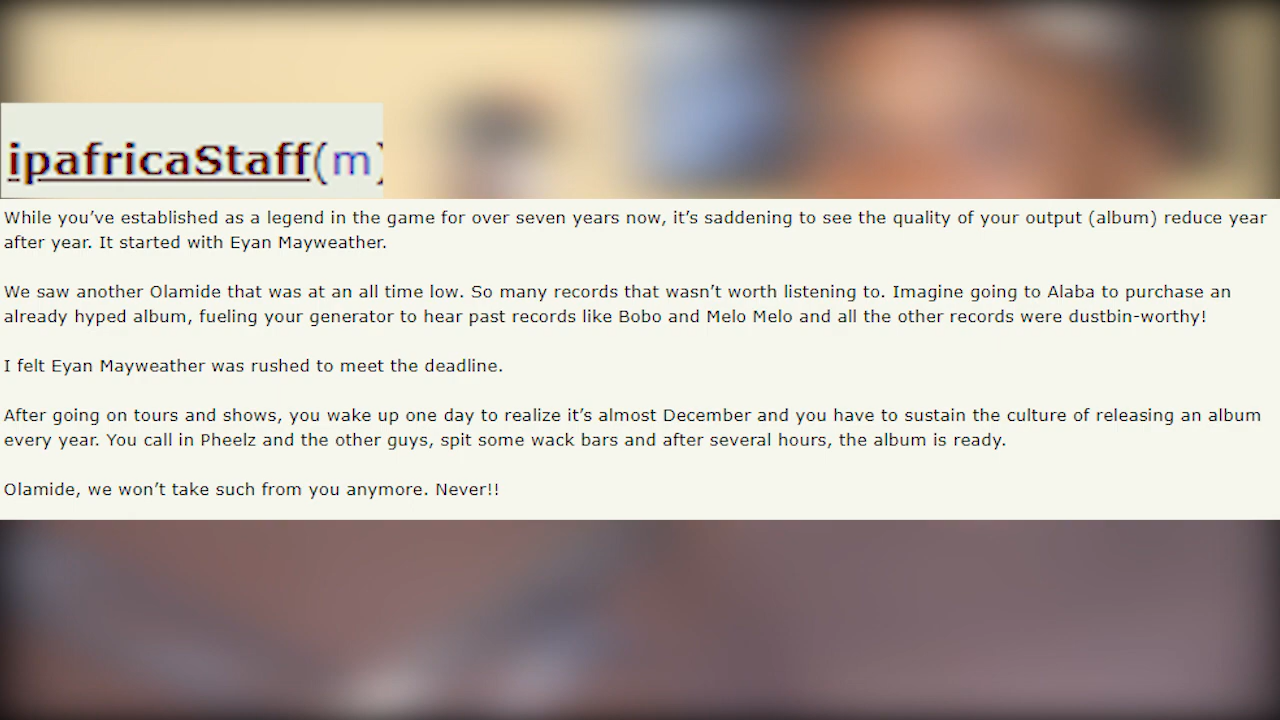 ipafricaStaff(m)
While you’ve established as a legend in the game for over seven years now, it’s saddening to see the quality of your output (album) reduce year
after year. It started with Eyan Mayweather.
We saw another Olamide that was at an all time low. So many records that wasn’t worth listening to. Imagine going to Alaba to purchase an
already hyped album, fueling your generator to hear past records like Bobo and Melo Melo and all the other records were dustbin-worthy!
I felt Eyan Mayweather was rushed to meet the deadline.
After going on tours and shows, you wake up one day to realize it’s almost December and you have to sustain the culture of releasing an album
every year. You call in Pheelz and the other guys, spit some wack bars and after several hours, the album is ready.
Olamide, we won’t take such from you anymore. Never!!